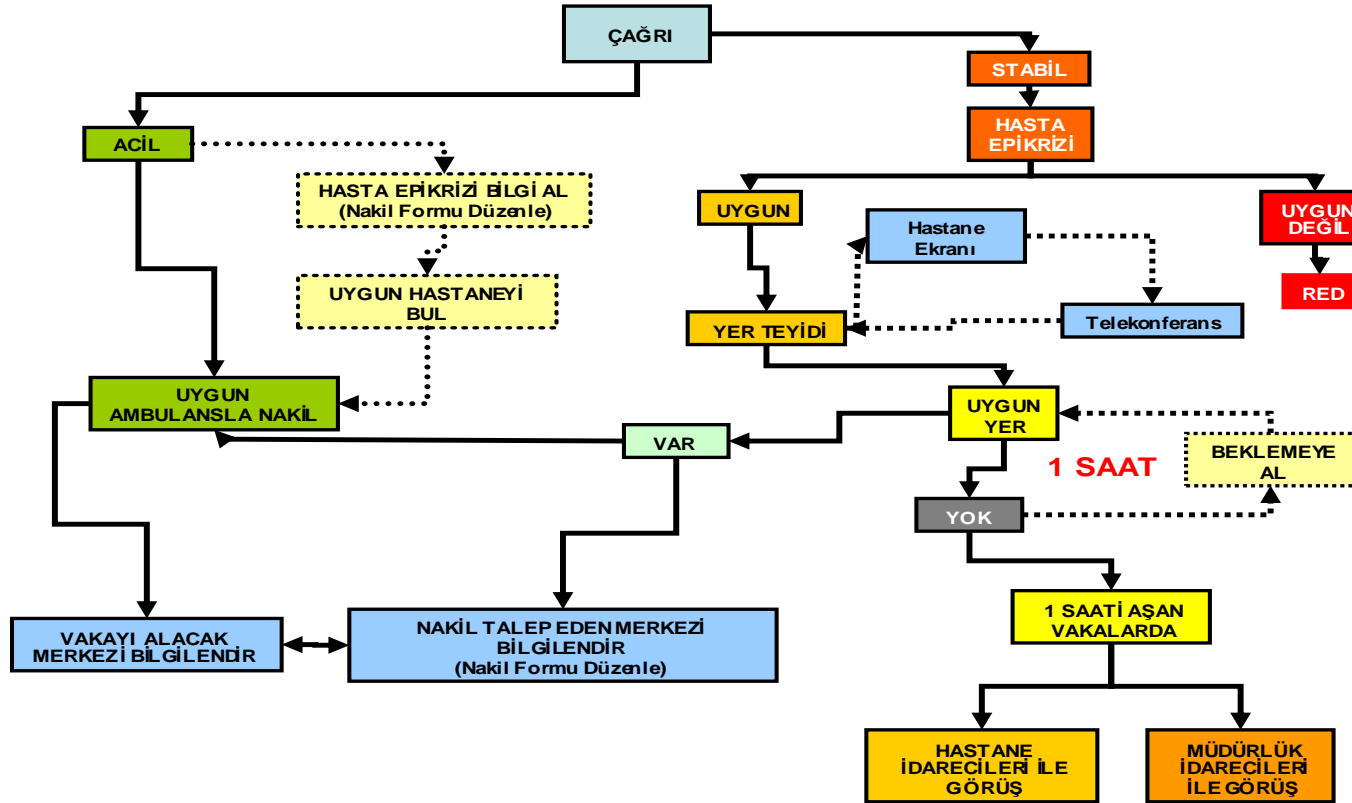 ÇAĞRI
STABİL
HASTA
EPİKRİZİ
ACİL
HASTA EPİKRİZİ BİLGİ AL
(Nakil Formu Düzenle)
UYGUN
Hastane
Ekranı
UYGUN
DEĞİL
UYGUN HASTANEYİ
BUL
RED
YER TEYİDİ
Telekonferans
UYGUN
AMBULANSLA NAKİL
UYGUN
YER
VAR
1 SAAT
BEKLEMEYE
AL
YOK
1 SAATİ AŞAN
VAKALARDA
VAKAYI ALACAK
MERKEZİ BİLGİLENDİR
NAKİL TALEP EDEN MERKEZİ
BİLGİLENDİR
(Nakil Formu Düzenle)
HASTANE
İDARECİLERİ İLE
GÖRÜŞ
MÜDÜRLÜK
İDARECİLERİ
İLE GÖRÜŞ